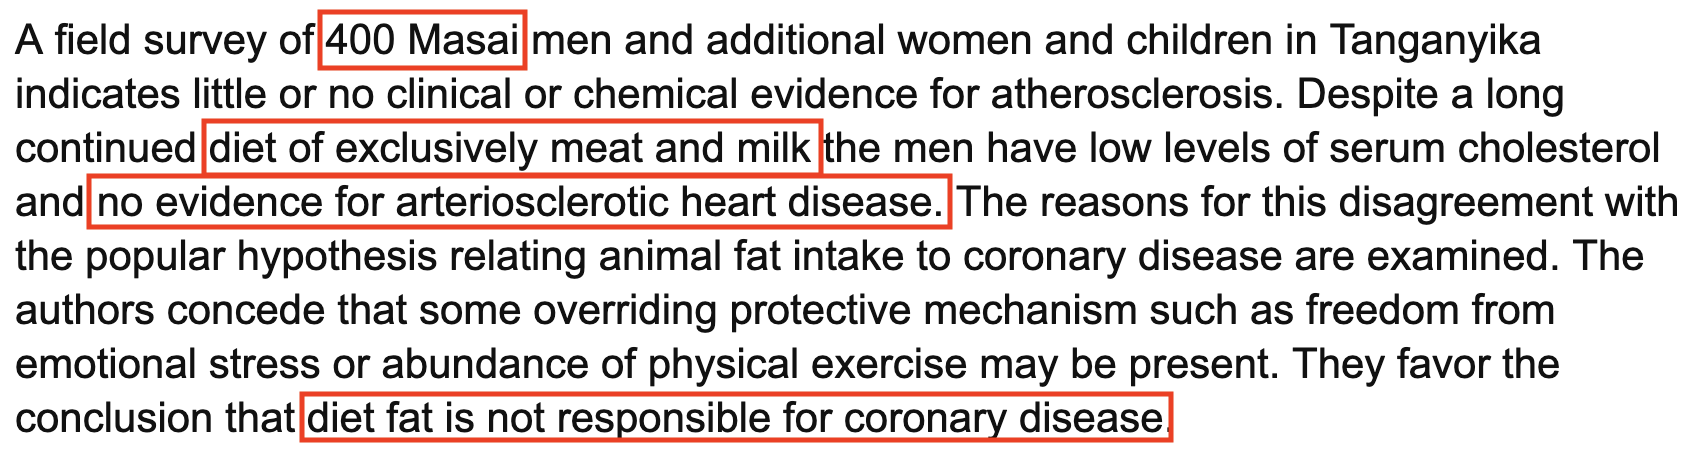 A field survey of 400 Masai men and additional women and children in Tanganyika
indicates little or no clinical or chemical evidence for atherosclerosis. Despite a long
continued diet of exclusively meat and milk the men have low levels of serum cholesterol
and no evidence for arteriosclerotic heart disease. The reasons for this disagreement with
the popular hypothesis relating animal fat intake to coronary disease are examined. The
authors concede that some overriding protective mechanism such as freedom from
emotional stress or abundance of physical exercise may be present. They favor the
conclusion that diet fat is not responsible for coronary disease.